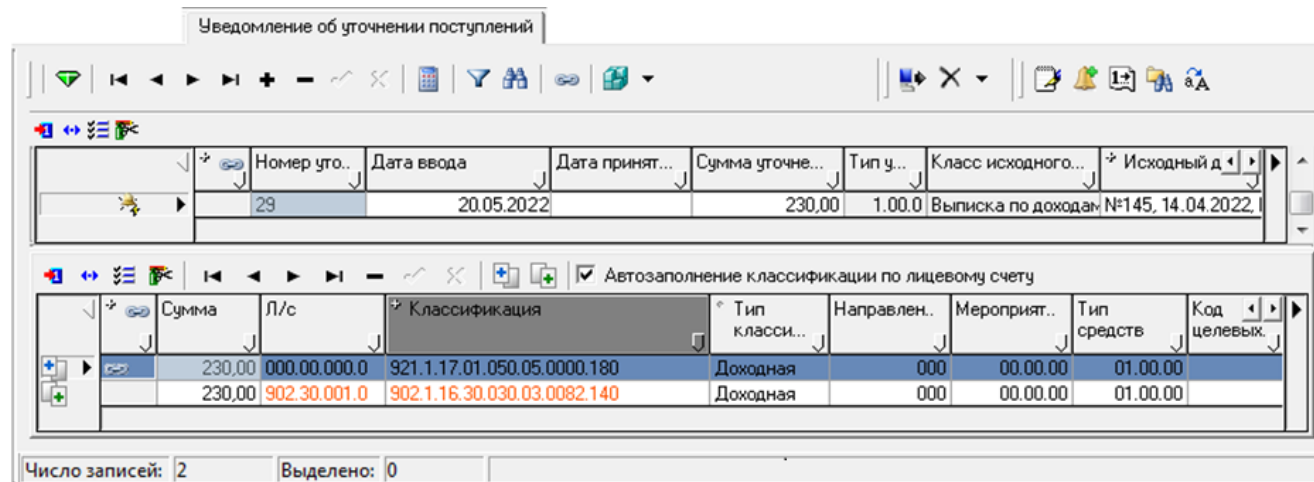 Уведомление об уточнении поступлений
Номер уто.. Дата ввода Дата принят... Сумма уточне... Тип у... Класс исходного... Исходный д
29 20.05.2022 230,00 1.00.0 Выписка по доходам №145, 14.04.2022,
Автозаполнение классификации по лицевому счету
Сумма Л/с Классификация Тип класси... Направлен.. Мероприят.. Тип средств Код целевых.
230,00 000.00.000.0 921.1.17.01.050.05.0000.180 Доходная 000 00.00.00 01.00.00
230,00 902.30.001.0 902.1.16.30.030.03.0082.140 Доходная 000 00.00.00 01.00.00
Число записей: 2 Выделено: 0